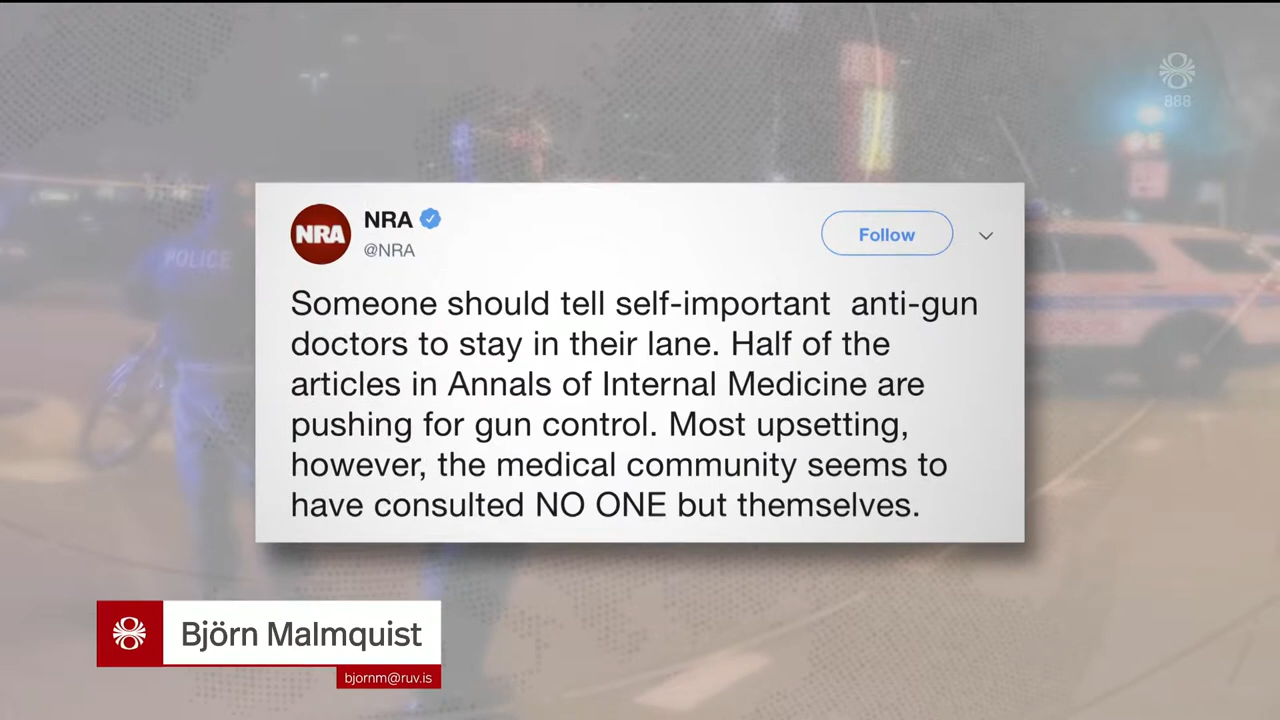 888
POLICE
NRA
NRA
@NRA
Follow
Someone should tell self-important anti-gun
doctors to stay in their lane. Half of the
articles in Annals of Internal Medicine are
pushing for gun control. Most upsetting,
however, the medical community seems to
have consulted NO ONE but themselves.
Björn Malmquist
bjornm@ruv.is